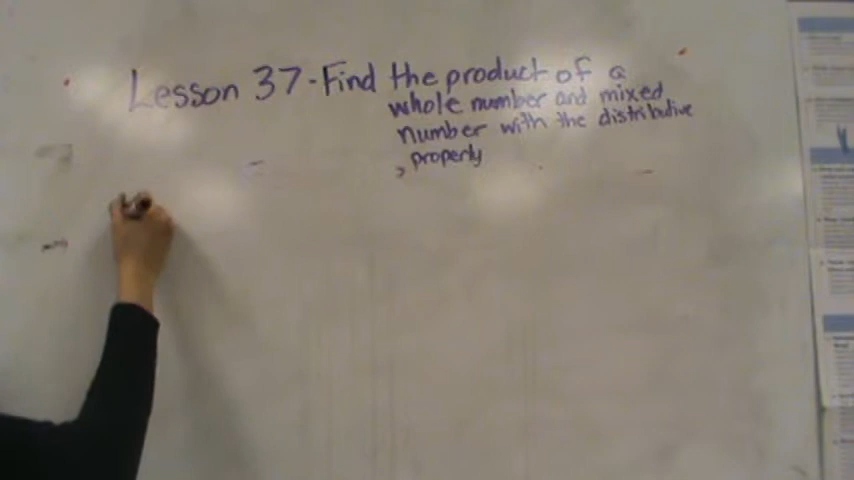 Lesson 37 - Find the product of a
whole number and mixed
number with the distributive
property